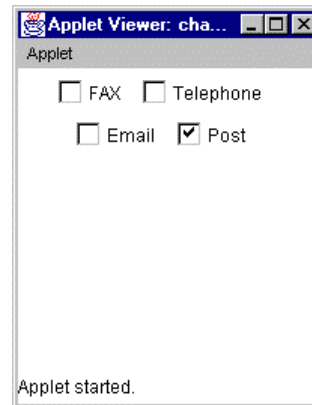 Applet Viewer: cha...
Applet
FAX Telephone
Email Post
Applet started.